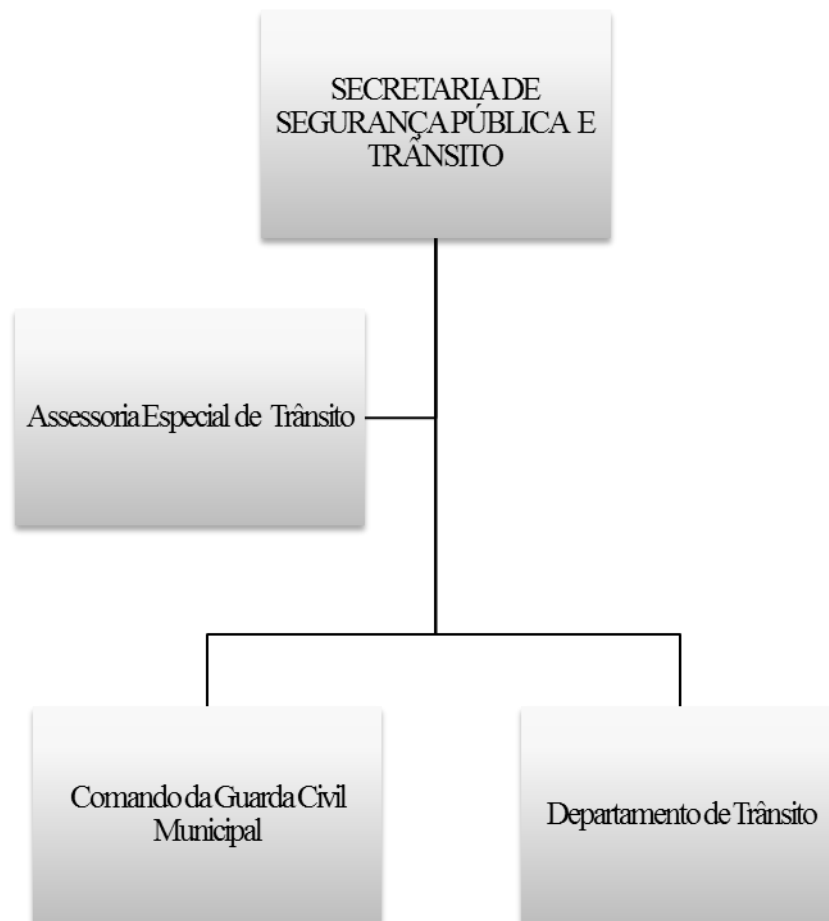 SECRETARIA DE
SEGURANÇA PÚBLICA E
TRÂNSITO
Assessoria Especial de Trânsito
Comando da Guarda Civil
Municipal
Departamento de Trânsito